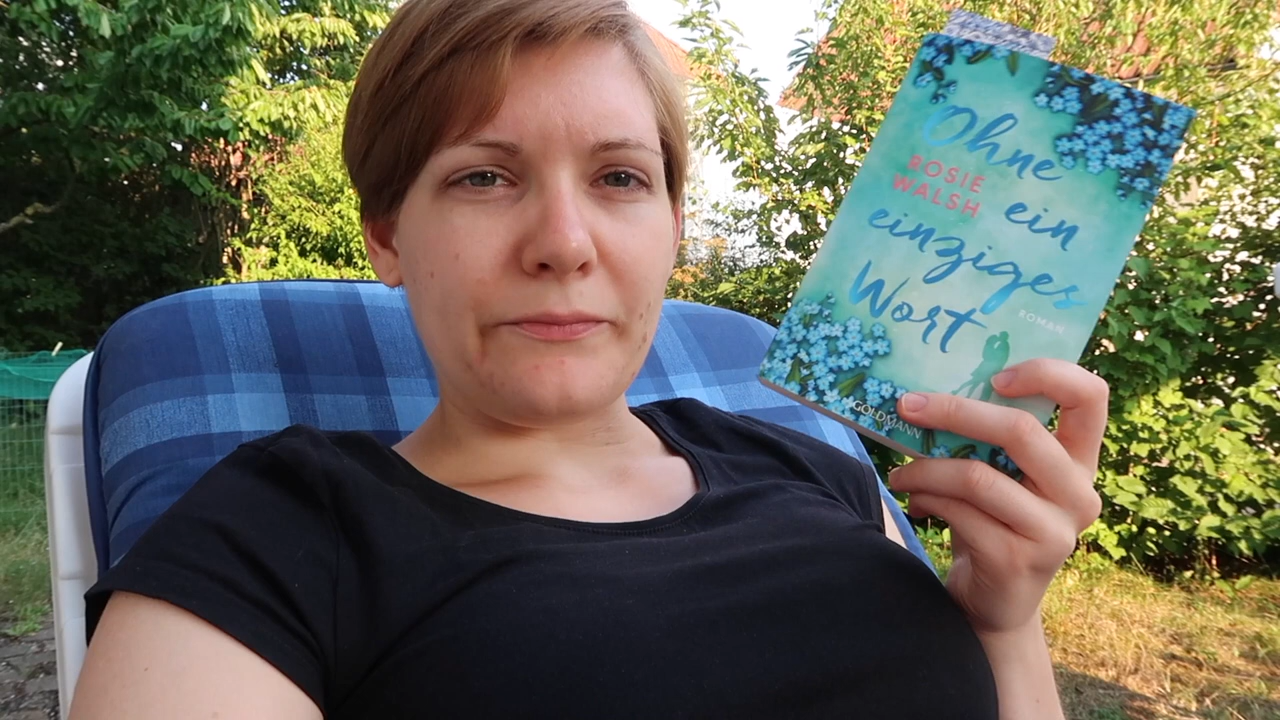 Ohne
ROSIE
WALSH
ein
einziges
Wort
ROMAN
GOLDMANN